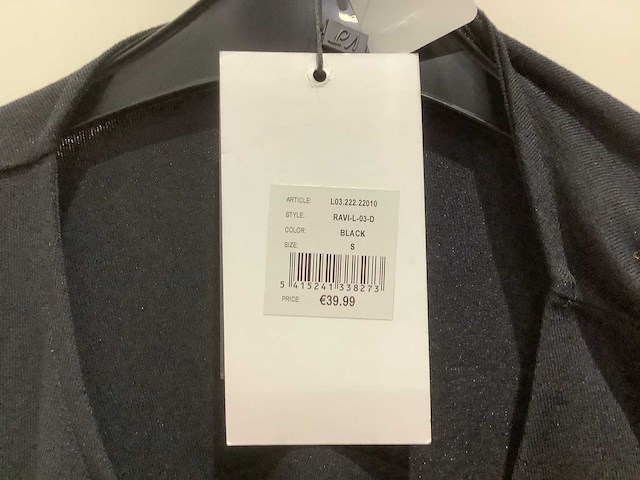 ARTICLE: L03.222.22010
STYLE: RAVI-L-03-D
COLOR: BLACK
SIZE: S
5 415241 338273
PRICE: €39.99